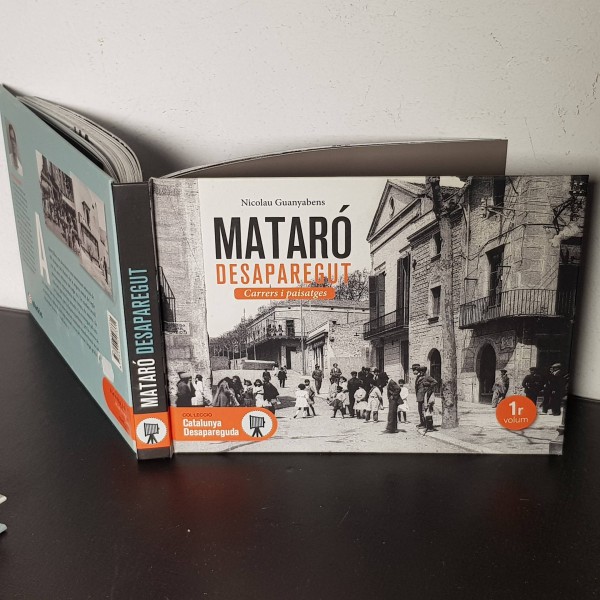 MATARÓ DESAPAREGUT
Nicolau Guanyabens
MATARÓ
DESAPAREGUT
Carrers i paisatges
COL·LECCIÓ
Catalunya
Desapareguda
1r
volum
A